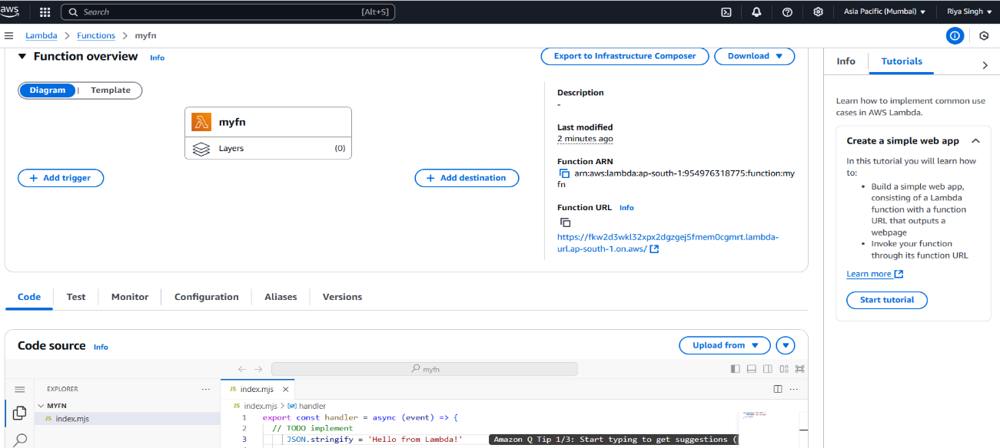 aws
Search [Alt+S]
Asia Pacific (Mumbai) ▼ Riya Singh ▼
Lambda > Functions > myfn
▼ Function overview Info
Export to Infrastructure Composer
Download ▼
Diagram | Template
myfn
Layers (0)
+ Add trigger
+ Add destination
Description
-
Last modified
2 minutes ago
Function ARN
arn:aws:lambda:ap-south-1:954976318775:function:my
fn
Function URL Info
https://fkw2d3wkl32xpx2dgzgej5fmem0cgmrt.lambda-
url.ap-south-1.on.aws/
Info Tutorials
Learn how to implement common use
cases in AWS Lambda.
Create a simple web app
In this tutorial you will learn how
to:
• Build a simple web app,
consisting of a Lambda
function with a function
URL that outputs a
webpage
• Invoke your function
through its function URL
Learn more
Start tutorial
Code Test Monitor Configuration Aliases Versions
Code source Info
Upload from ▼
myfn
EXPLORER ...
MYFN
JS index.mjs
JS index.mjs ×
JS index.mjs > handler
1 export const handler = async (event) => {
2 // TODO implement
3 JSON.stringify = 'Hello from Lambda!'
Amazon Q Tip 1/3: Start typing to get suggestions (